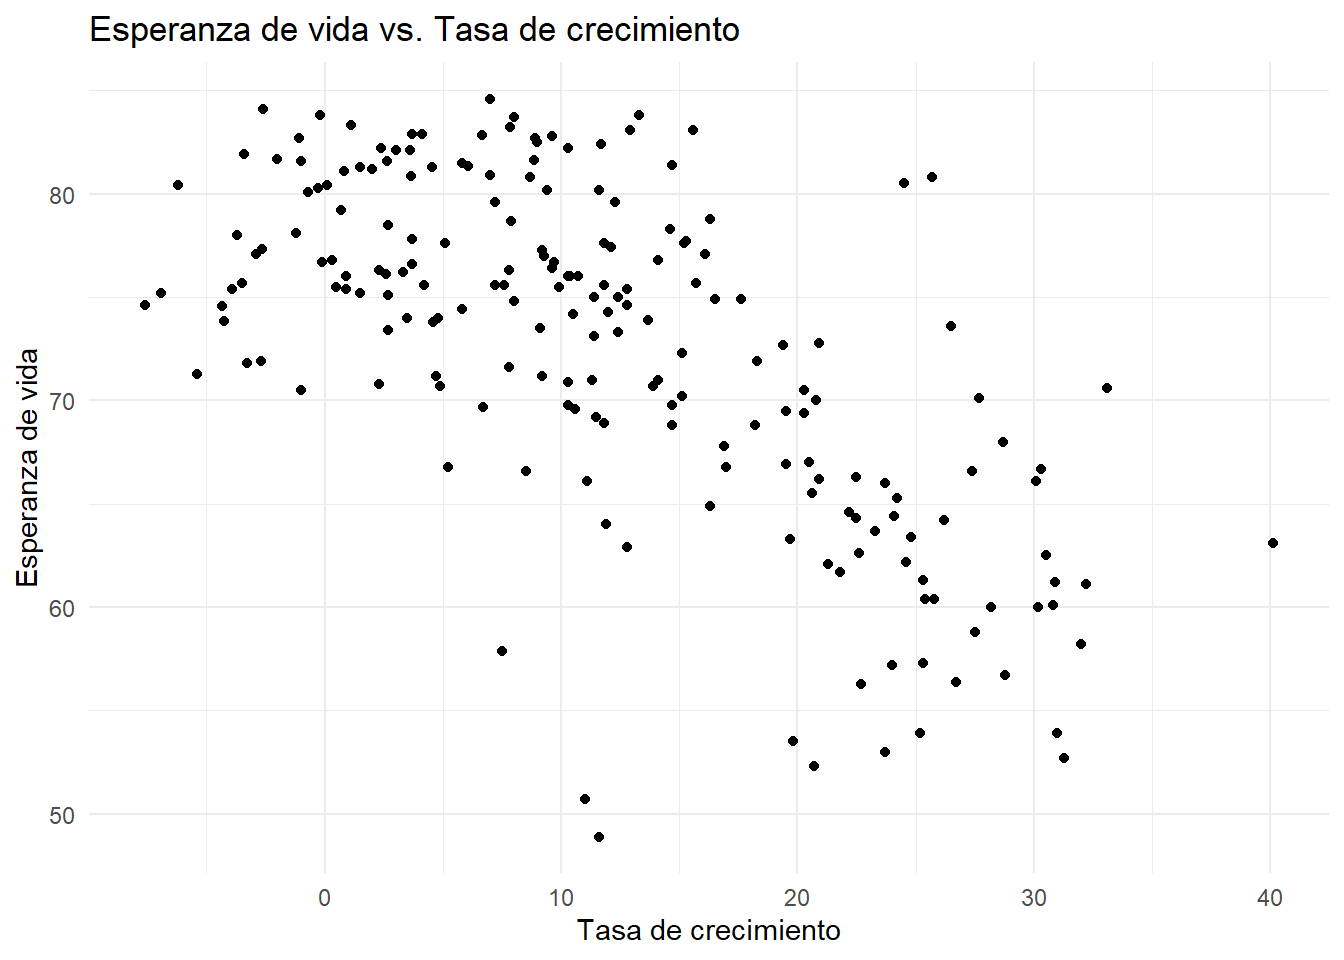 Esperanza de vida vs. Tasa de crecimiento
Esperanza de vida
80
70
60
50
0 10 20 30 40
Tasa de crecimiento